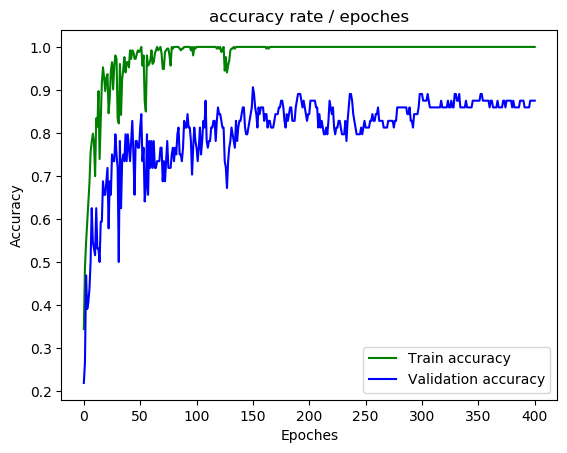 accuracy rate / epoches
1.0
0.9
0.8
0.7
0.6
0.5
0.4
0.3
0.2
Accuracy
Train accuracy
Validation accuracy
0 50 100 150 200 250 300 350 400
Epoches